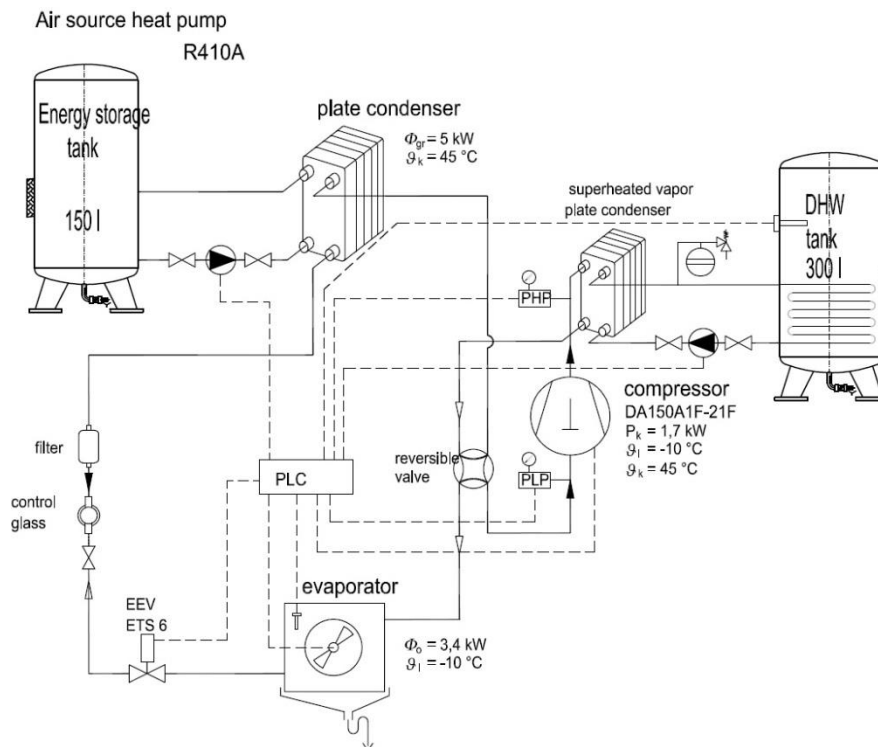 Air source heat pump
R410A
Energy storage
tank
150 l
plate condenser
Φgr = 5 kW
ϑk = 45 °C
superheated vapor
plate condenser
DHW
tank
300 l
PHP
compressor
DA150A1F-21F
Pk = 1,7 kW
ϑl = -10 °C
ϑk = 45 °C
filter
PLC
reversible
valve
PLP
control
glass
evaporator
EEV
ETS 6
Φo = 3,4 kW
ϑl = -10 °C